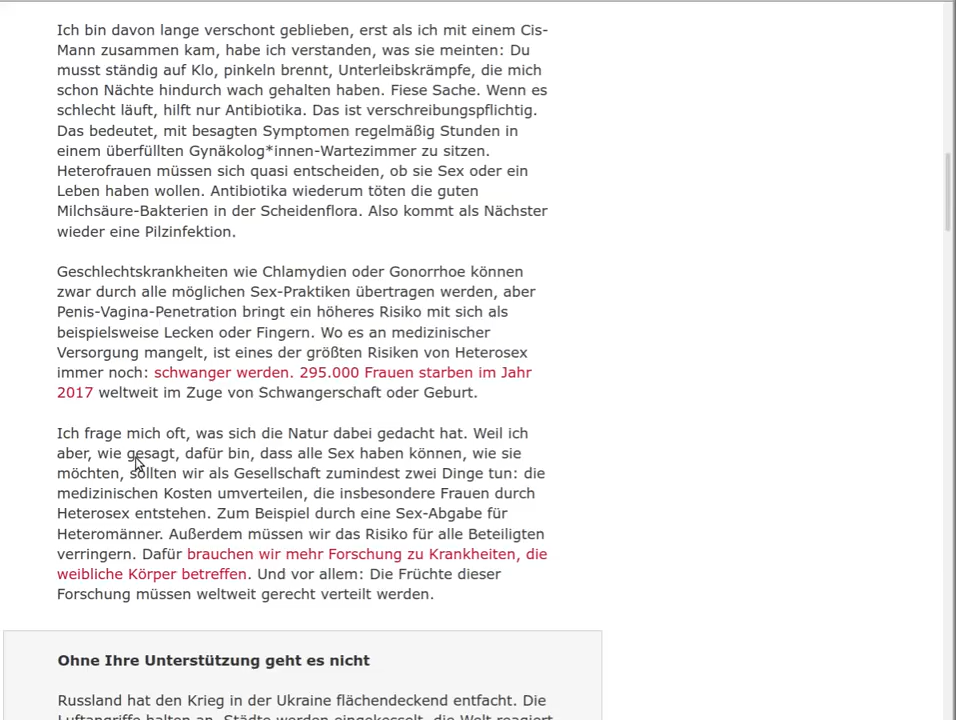 Ich bin davon lange verschont geblieben, erst als ich mit einem Cis-
Mann zusammen kam, habe ich verstanden, was sie meinten: Du
musst ständig auf Klo, pinkeln brennt, Unterleibskrämpfe, die mich
schon Nächte hindurch wach gehalten haben. Fiese Sache. Wenn es
schlecht läuft, hilft nur Antibiotika. Das ist verschreibungspflichtig.
Das bedeutet, mit besagten Symptomen regelmäßig Stunden in
einem überfüllten Gynäkolog*innen-Wartezimmer zu sitzen.
Heterofrauen müssen sich quasi entscheiden, ob sie Sex oder ein
Leben haben wollen. Antibiotika wiederum töten die guten
Milchsäure-Bakterien in der Scheidenflora. Also kommt als Nächster
wieder eine Pilzinfektion.
Geschlechtskrankheiten wie Chlamydien oder Gonorrhoe können
zwar durch alle möglichen Sex-Praktiken übertragen werden, aber
Penis-Vagina-Penetration bringt ein höheres Risiko mit sich als
beispielsweise Lecken oder Fingern. Wo es an medizinischer
Versorgung mangelt, ist eines der größten Risiken von Heterosex
immer noch: schwanger werden. 295.000 Frauen starben im Jahr
2017 weltweit im Zuge von Schwangerschaft oder Geburt.
Ich frage mich oft, was sich die Natur dabei gedacht hat. Weil ich
aber, wie gesagt, dafür bin, dass alle Sex haben können, wie sie
möchten, sollten wir als Gesellschaft zumindest zwei Dinge tun: die
medizinischen Kosten umverteilen, die insbesondere Frauen durch
Heterosex entstehen. Zum Beispiel durch eine Sex-Abgabe für
Heteromänner. Außerdem müssen wir das Risiko für alle Beteiligten
verringern. Dafür brauchen wir mehr Forschung zu Krankheiten, die
weibliche Körper betreffen. Und vor allem: Die Früchte dieser
Forschung müssen weltweit gerecht verteilt werden.
Ohne Ihre Unterstützung geht es nicht
Russland hat den Krieg in der Ukraine flächendeckend entfacht. Die
Luftangriffe halten an, Städte werden eingekesselt, die Welt reagiert